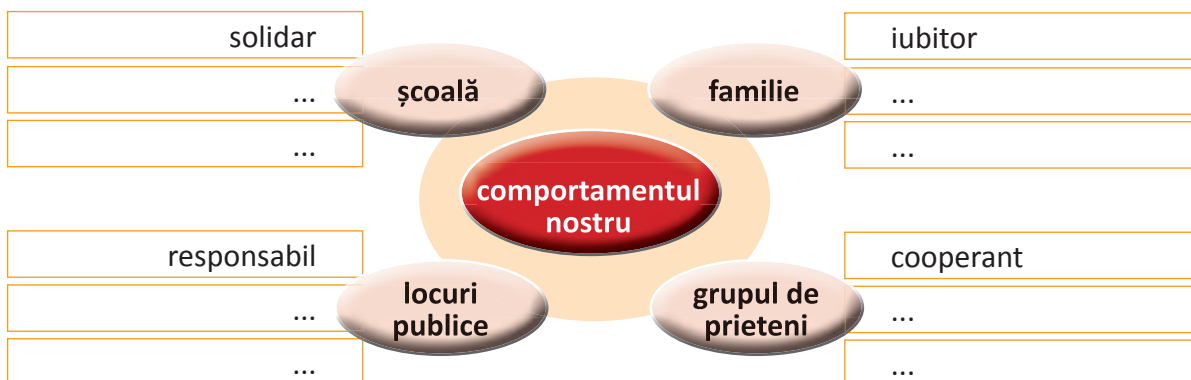 solidar
...
...
școală
familie
iubitor
...
...
comportamentul
nostru
responsabil
...
...
locuri
publice
grupul de
prieteni
cooperant
...
...